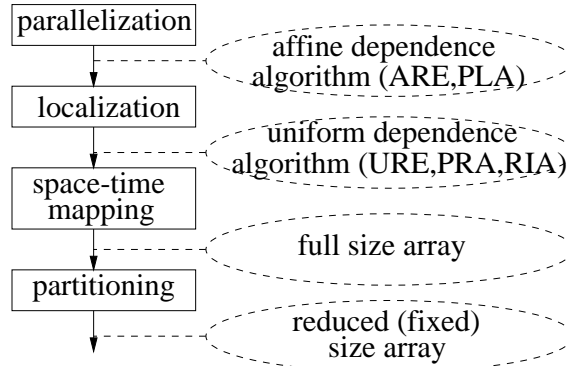 parallelization
affine dependence
algorithm (ARE,PLA)
localization
uniform dependence
algorithm (URE,PRA,RIA)
space-time
mapping
full size array
partitioning
reduced (fixed)
size array